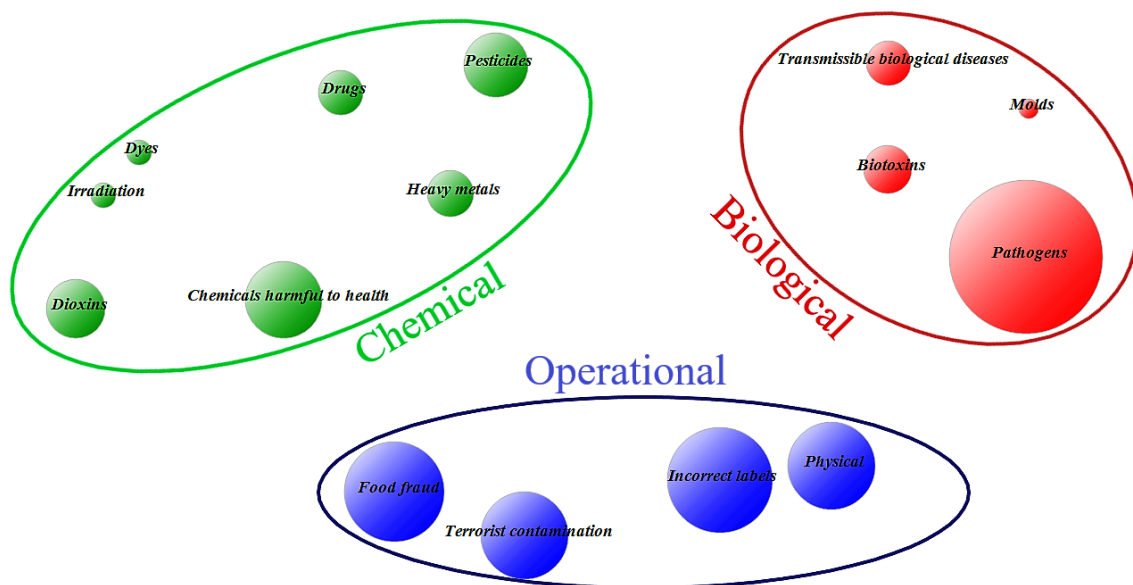 Pesticides
Drugs
Dyes
Irradiation
Heavy metals
Dioxins
Chemicals harmful to health
Chemical
Transmissible biological diseases
Molds
Biotoxins
Pathogens
Biological
Operational
Food fraud
Terrorist contamination
Incorrect labels
Physical